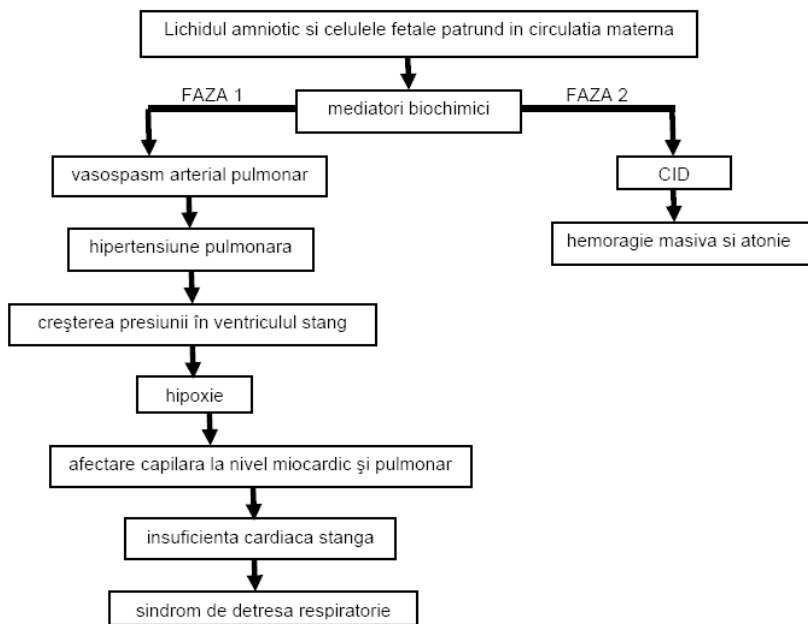 Lichidul amniotic si celulele fetale patrund in circulatia materna
FAZA 1
FAZA 2
mediatori biochimici
vasospasm arterial pulmonar
CID
hipertensiune pulmonara
hemoragie masiva si atonie
creşterea presiunii în ventriculul stang
hipoxie
afectare capilara la nivel miocardic şi pulmonar
insuficienta cardiaca stanga
sindrom de detresa respiratorie